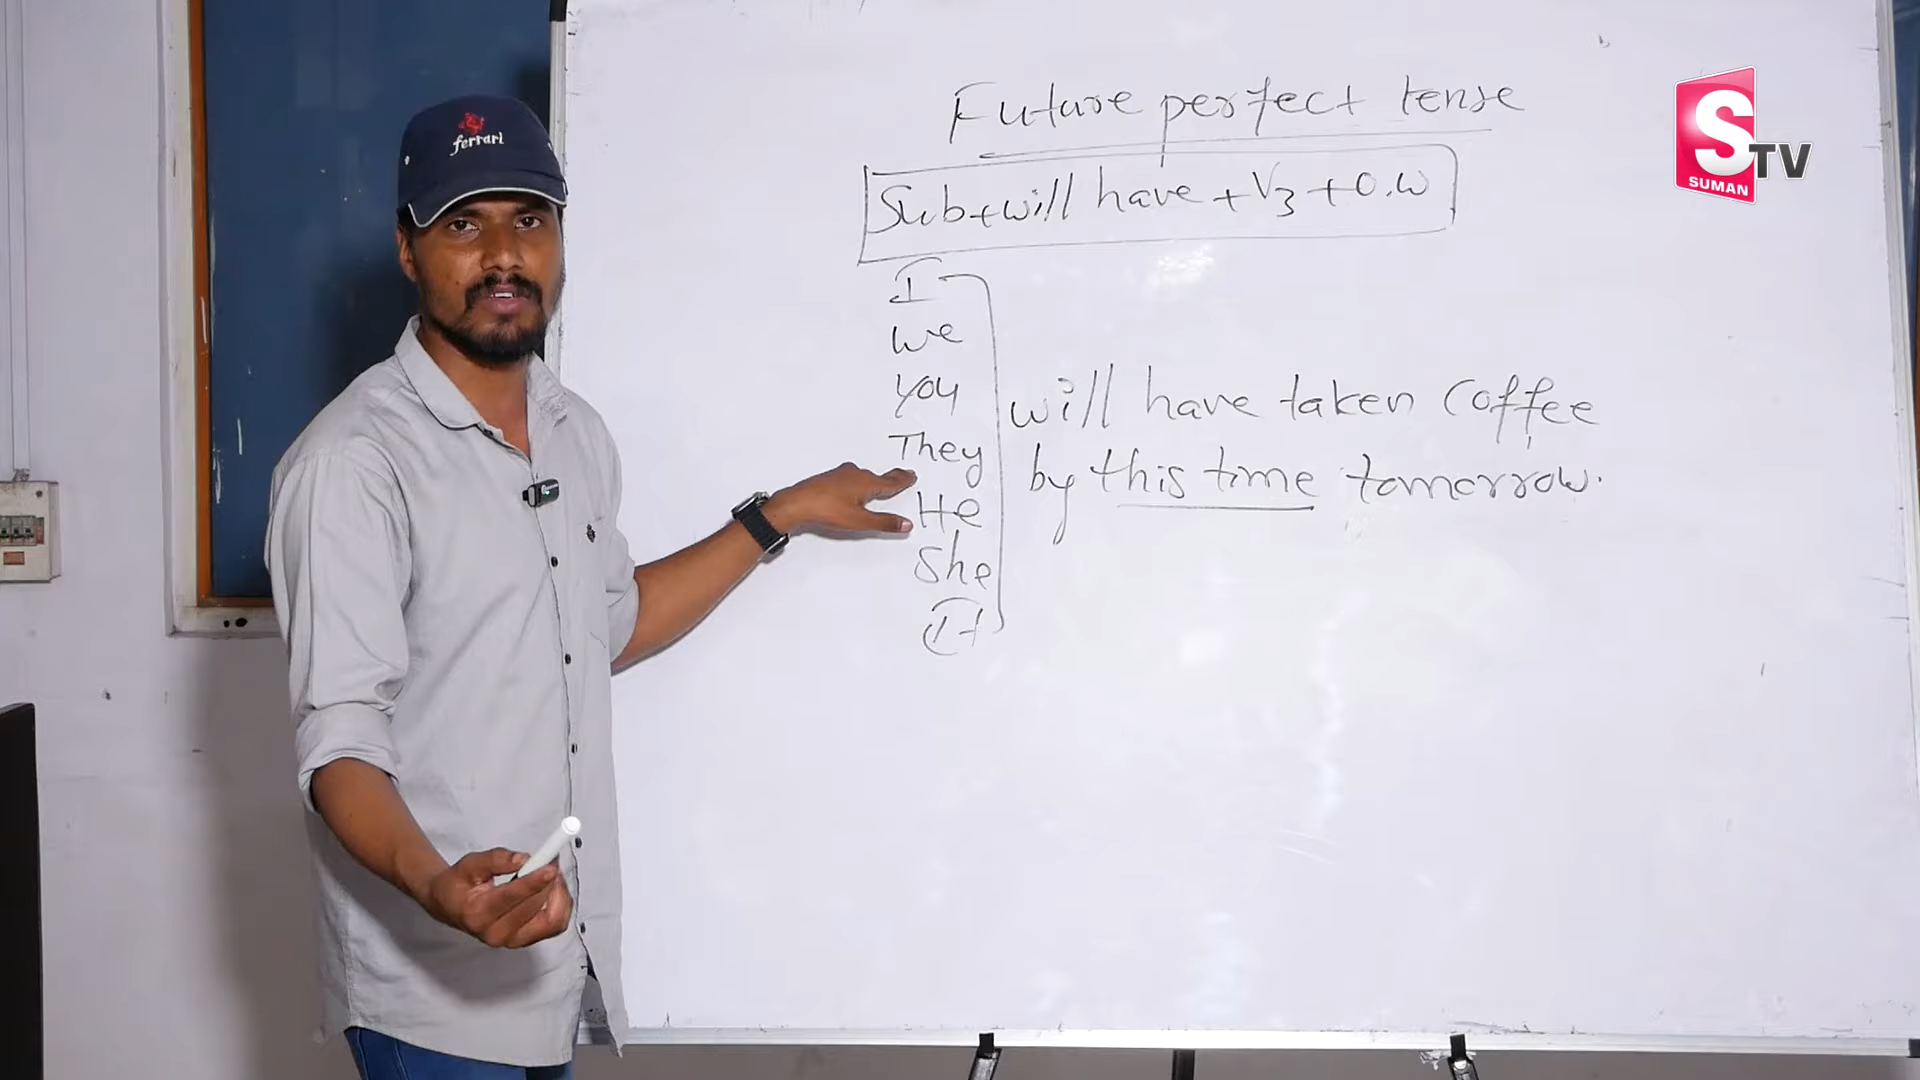 Future perfect tense
Sub+will have +V3 +O.W
I
we
you
They
He
She
It
will have taken coffee
by this time tomorrow.
ferrari
S TV
SUMAN